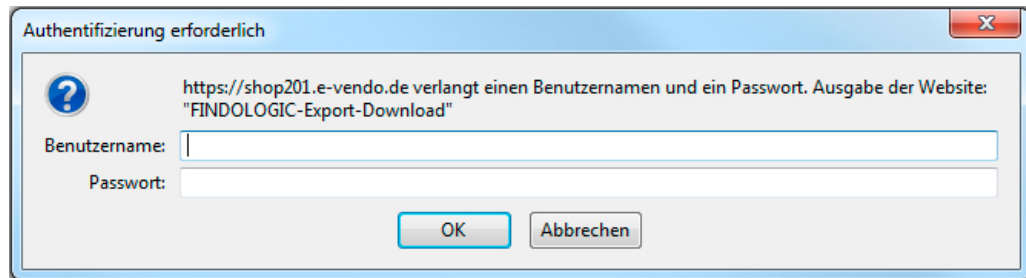 Authentifizierung erforderlich
https://shop201.e-vendo.de verlangt einen Benutzernamen und ein Passwort. Ausgabe der Website:
"FINDOLOGIC-Export-Download"
Benutzername:
Passwort:
OK Abbrechen